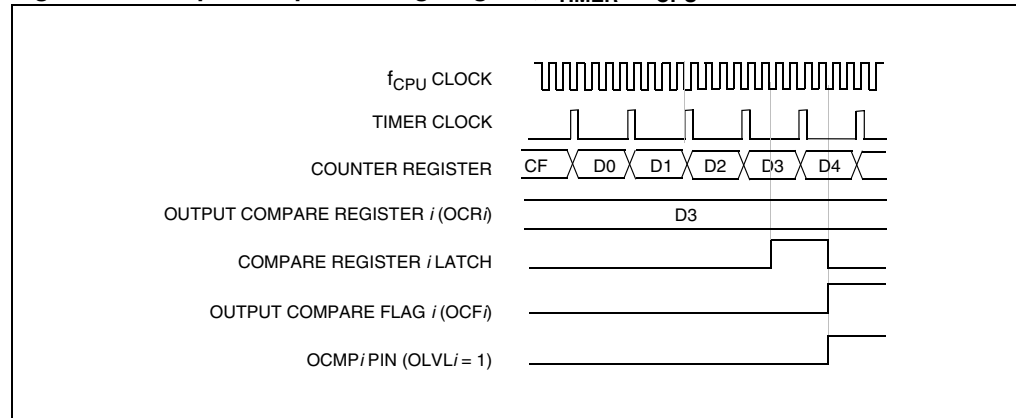 f_CPU CLOCK
TIMER CLOCK
COUNTER REGISTER
CF D0 D1 D2 D3 D4
OUTPUT COMPARE REGISTER i (OCRi)
D3
COMPARE REGISTER i LATCH
OUTPUT COMPARE FLAG i (OCFi)
OCMPi PIN (OLVLi = 1)